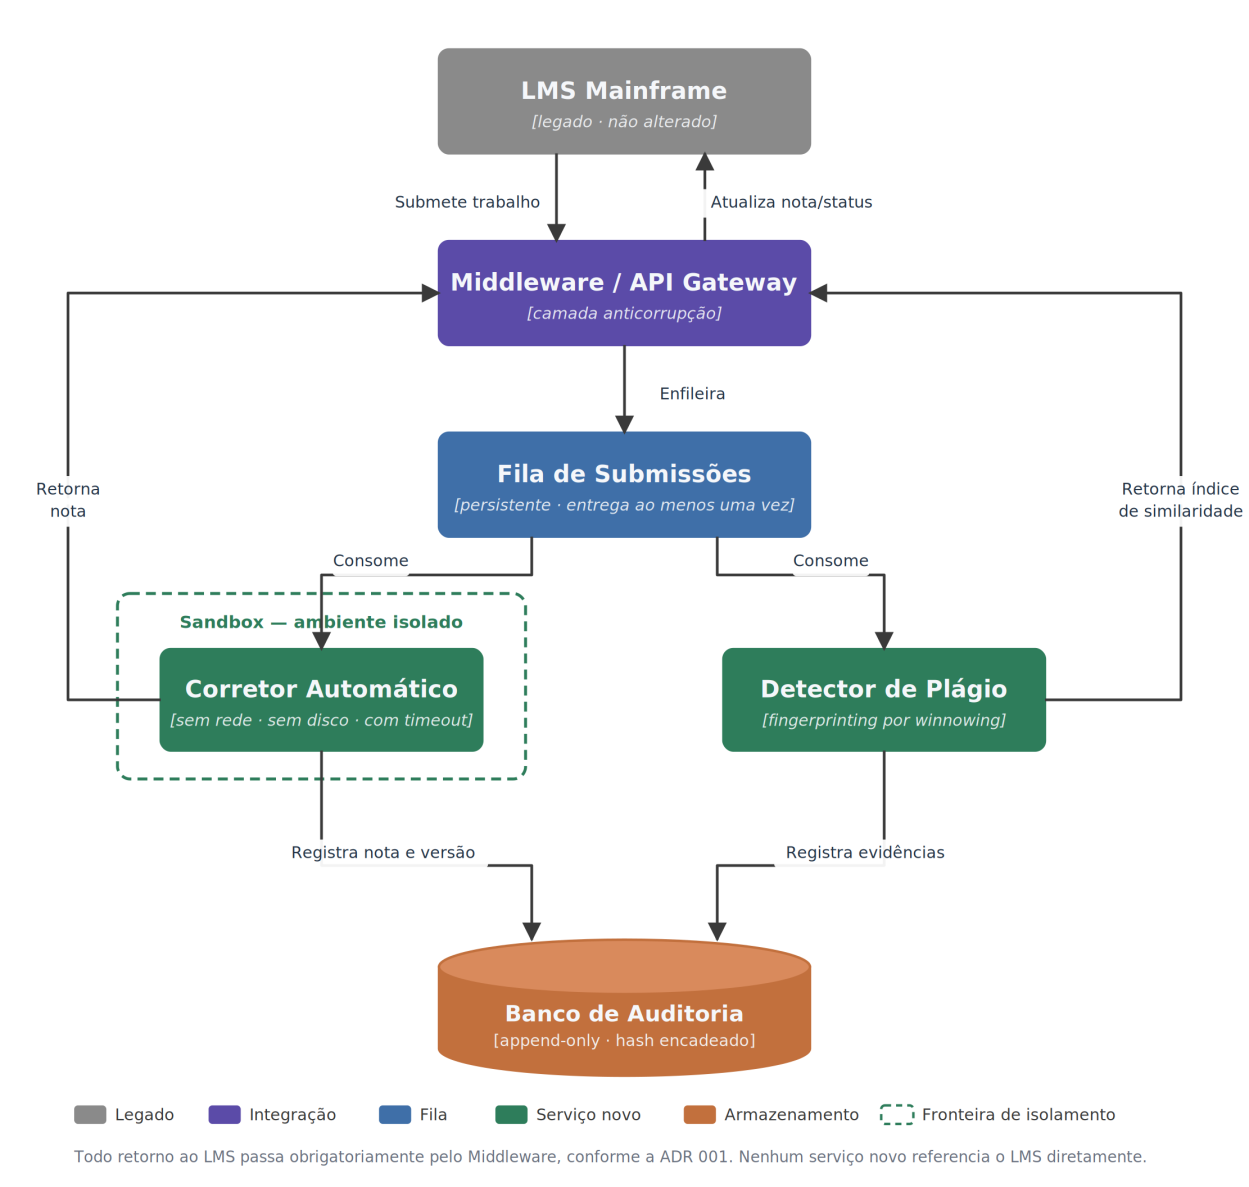 LMS Mainframe
[legado · não alterado]
Submete trabalho
Atualiza nota/status
Middleware / API Gateway
[camada anticorrupção]
Enfileira
Fila de Submissões
[persistente · entrega ao menos uma vez]
Retorna
nota
Retorna índice
de similaridade
Consome
Consome
Sandbox — ambiente isolado
Corretor Automático
[sem rede · sem disco · com timeout]
Detector de Plágio
[fingerprinting por winnowing]
Registra nota e versão
Registra evidências
Banco de Auditoria
[append-only · hash encadeado]
Legado
Integração
Fila
Serviço novo
Armazenamento
Fronteira de isolamento
Todo retorno ao LMS passa obrigatoriamente pelo Middleware, conforme a ADR 001. Nenhum serviço novo referencia o LMS diretamente.